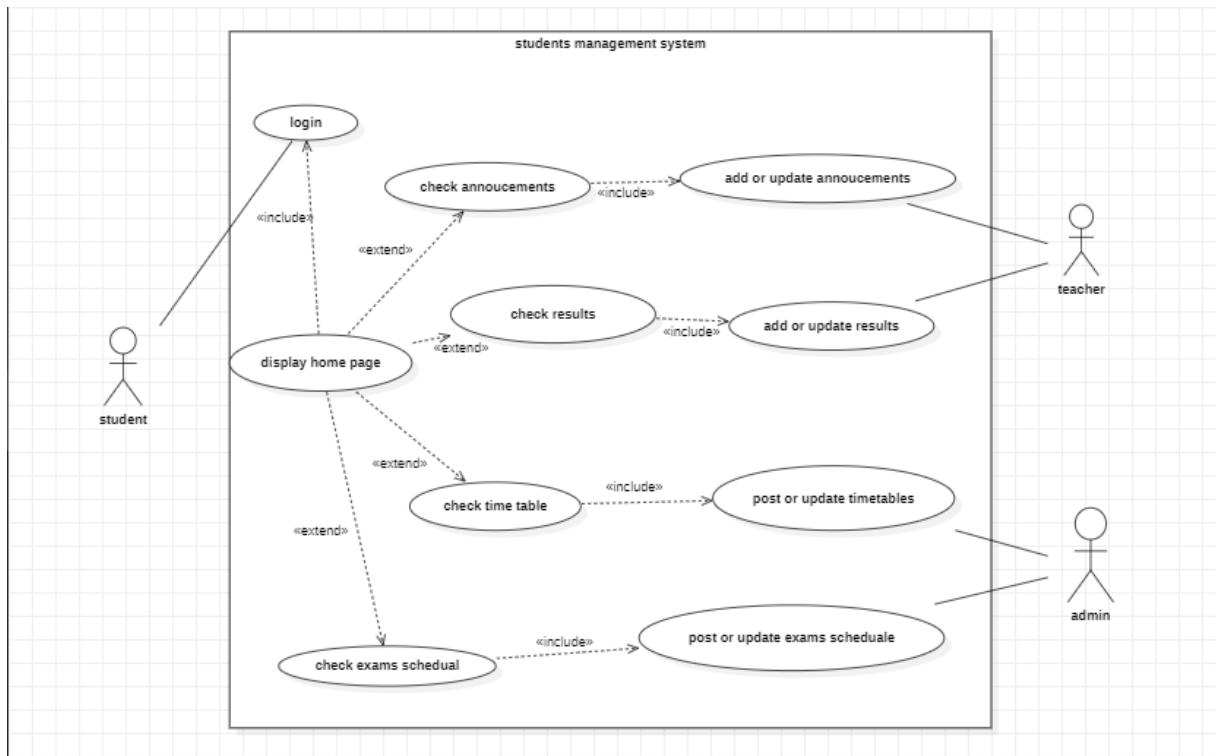 students management system
login
check annoucements
«include»
add or update annoucements
«include»
«extend»
teacher
check results
«include»
add or update results
«extend»
display home page
student
«extend»
check time table
«include»
post or update timetables
«extend»
admin
check exams schedual
«include»
post or update exams scheduale